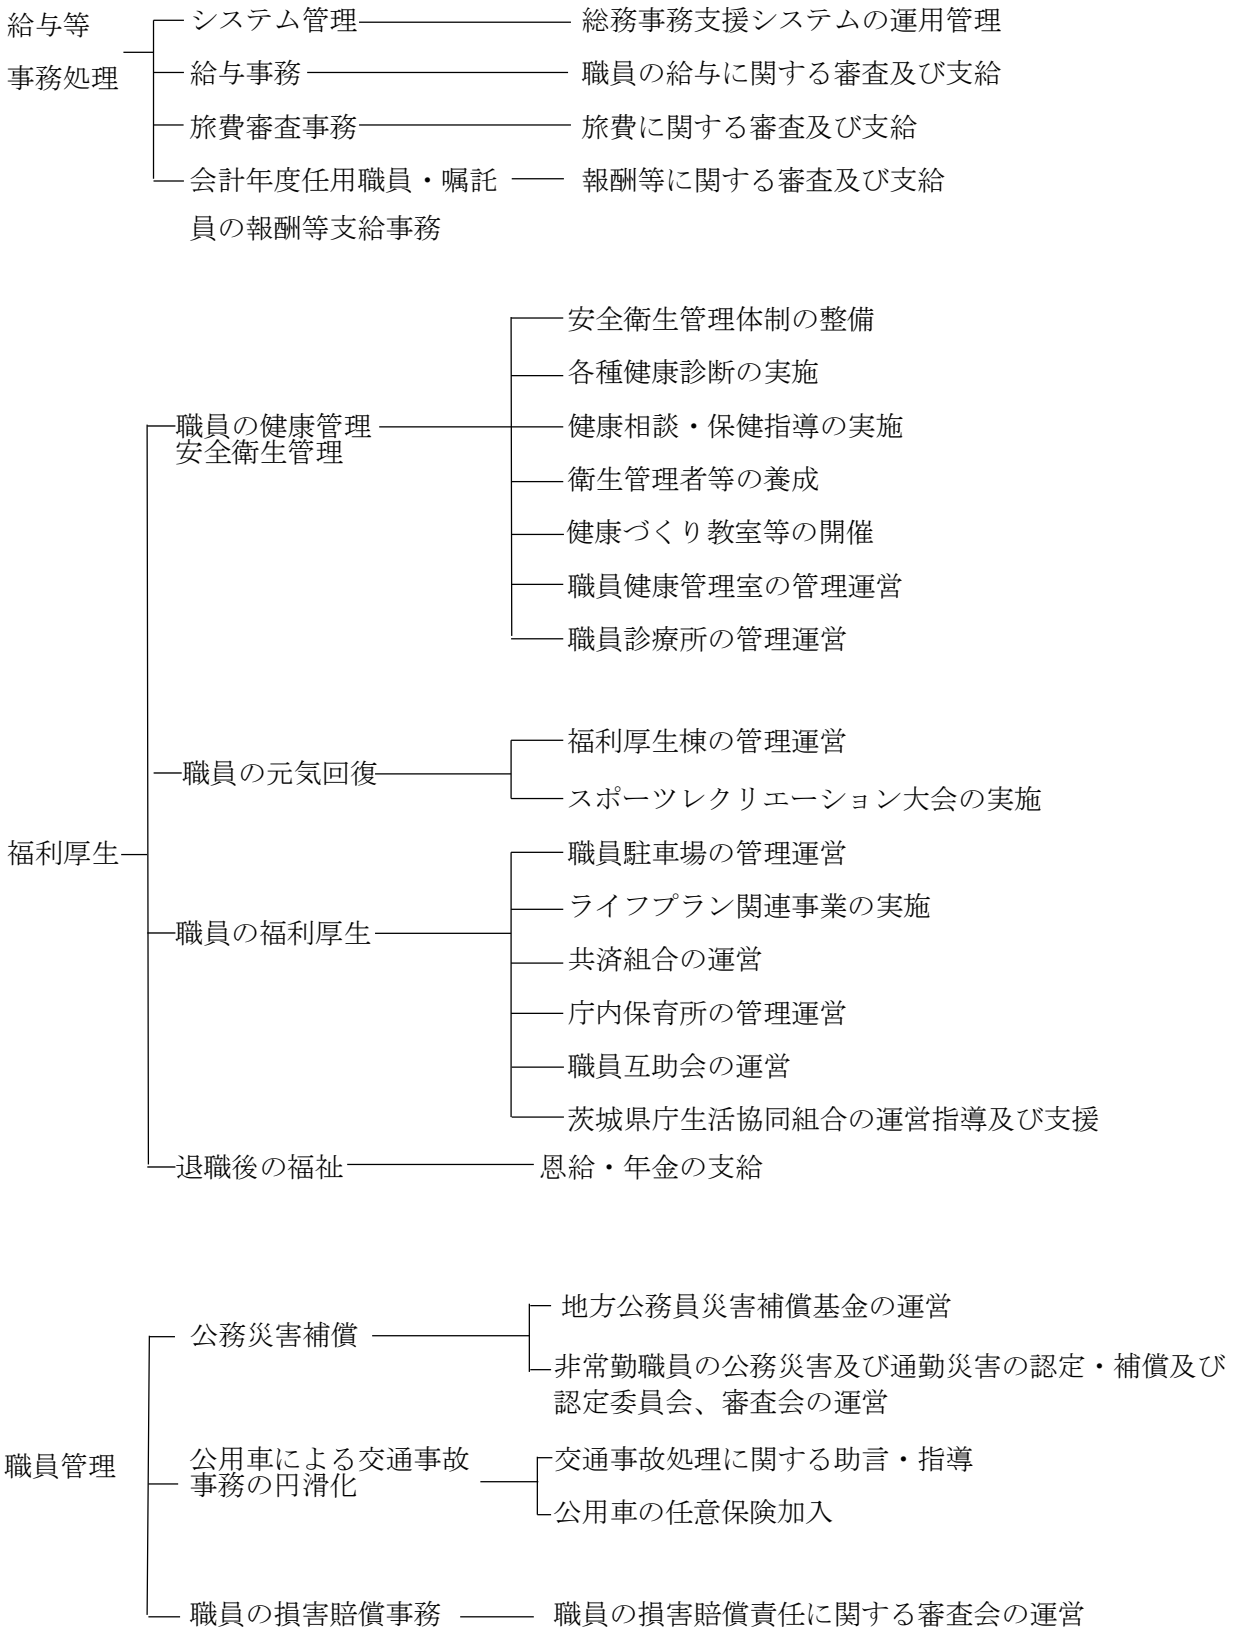 給与等
事務処理
システム管理 総務事務支援システムの運用管理
給与事務 職員の給与に関する審査及び支給
旅費審査事務 旅費に関する審査及び支給
会計年度任用職員・嘱託 報酬等に関する審査及び支給
員の報酬等支給事務
福利厚生
職員の健康管理
安全衛生管理
安全衛生管理体制の整備
各種健康診断の実施
健康相談・保健指導の実施
衛生管理者等の養成
健康づくり教室等の開催
職員健康管理室の管理運営
職員診療所の管理運営
職員の元気回復
福利厚生棟の管理運営
スポーツレクリエーション大会の実施
職員の福利厚生
職員駐車場の管理運営
ライフプラン関連事業の実施
共済組合の運営
庁内保育所の管理運営
職員互助会の運営
茨城県庁生活協同組合の運営指導及び支援
退職後の福祉 恩給・年金の支給
職員管理
公務災害補償
地方公務員災害補償基金の運営
非常勤職員の公務災害及び通勤災害の認定・補償及び
認定委員会、審査会の運営
公用車による交通事故
事務の円滑化
交通事故処理に関する助言・指導
公用車の任意保険加入
職員の損害賠償事務 職員の損害賠償責任に関する審査会の運営